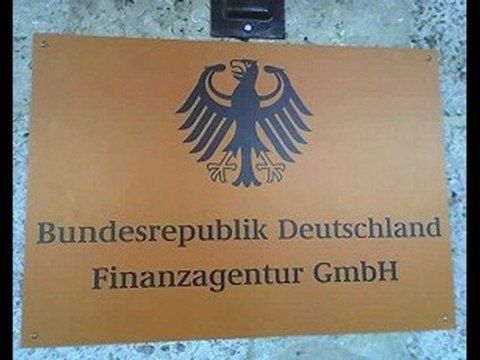 Bundesrepublik Deutschland
Finanzagentur GmbH